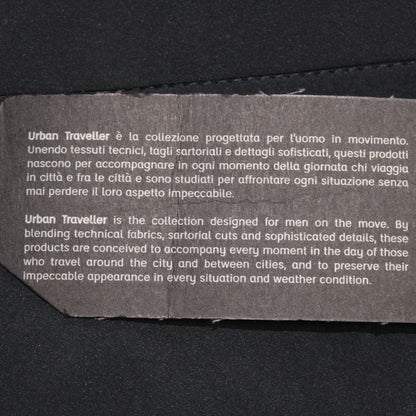 Urban Traveller è la collezione progettata per l'uomo in movimento.
Unendo tessuti tecnici, tagli sartoriali e dettagli sofisticati, questi prodotti
nascono per accompagnare in ogni momento della giornata chi viaggia
in città e fra le città e sono studiati per affrontare ogni situazione senza
mai perdere il loro aspetto impeccabile.
Urban Traveller is the collection designed for men on the move. By
blending technical fabrics, sartorial cuts and sophisticated details, these
products are conceived to accompany every moment in the day of those
who travel around the city and between cities, and to preserve their
impeccable appearance in every situation and weather condition.